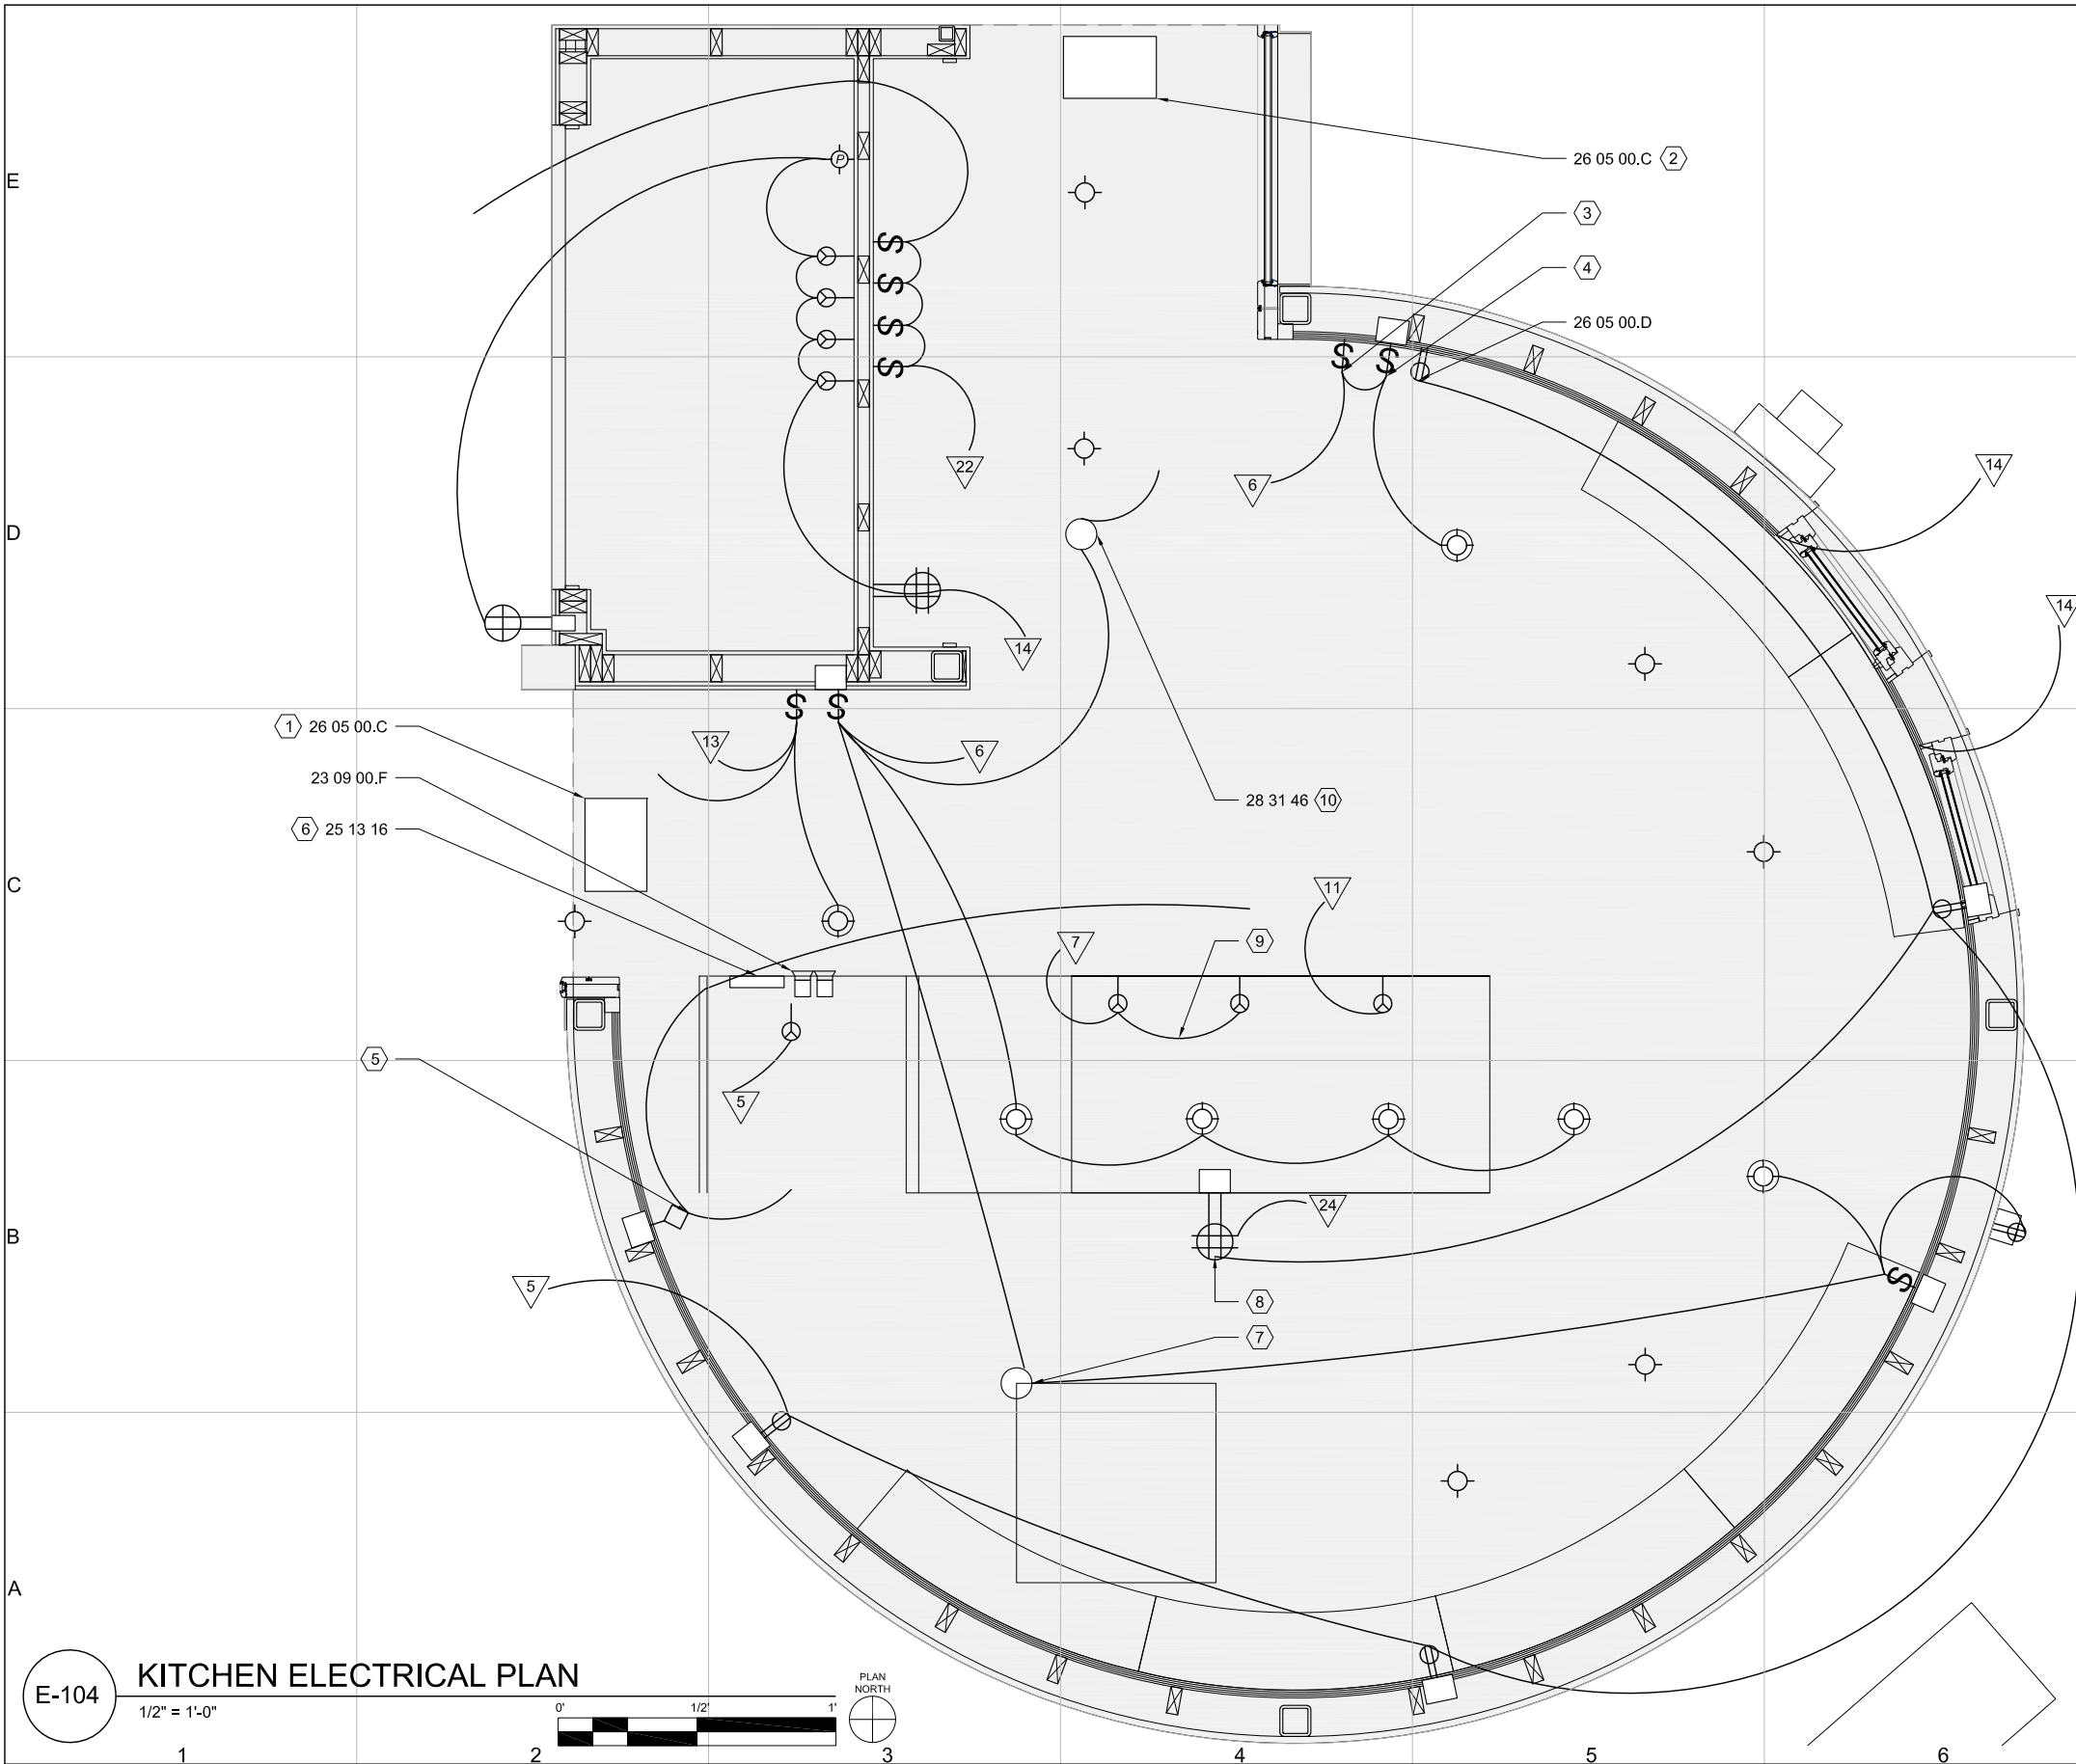 E
26 05 00.C 2
3
4
26 05 00.D
P
S
S
S
S
S
S
22
6
14
D
14
14
S
S
1 26 05 00.C
13
6
23 09 00.F
28 31 46 10
6 25 13 16
C
11
7
9
5
5
24
B
5
S
8
7
A
KITCHEN ELECTRICAL PLAN
E-104
1/2" = 1'-0"
0' 1/2' 1'
PLAN
NORTH
1 2 3 4 5 6